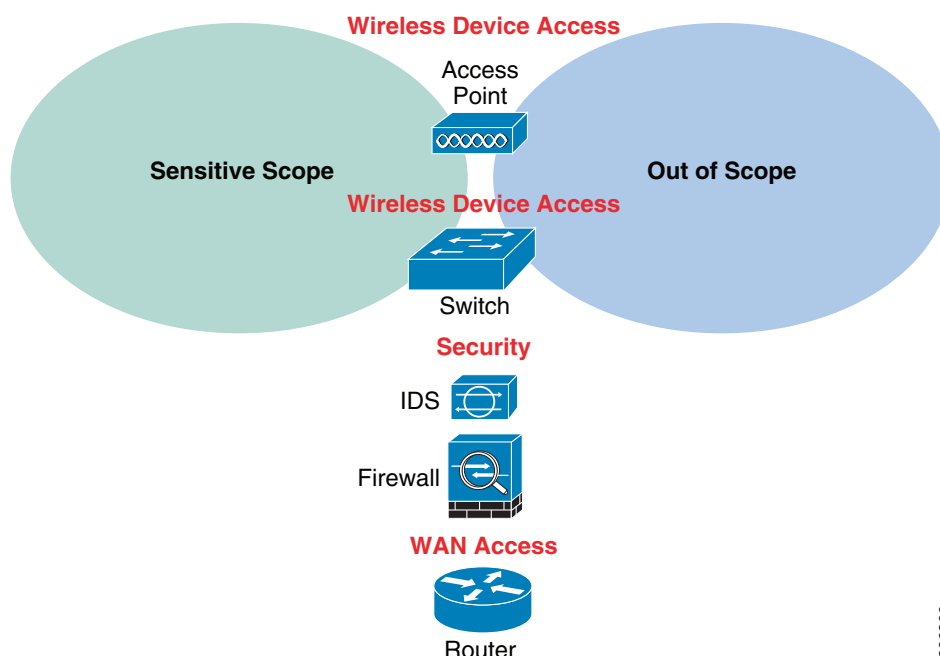 Wireless Device Access
Access
Point
Sensitive Scope
Out of Scope
Wireless Device Access
Switch
Security
IDS
Firewall
WAN Access
Router